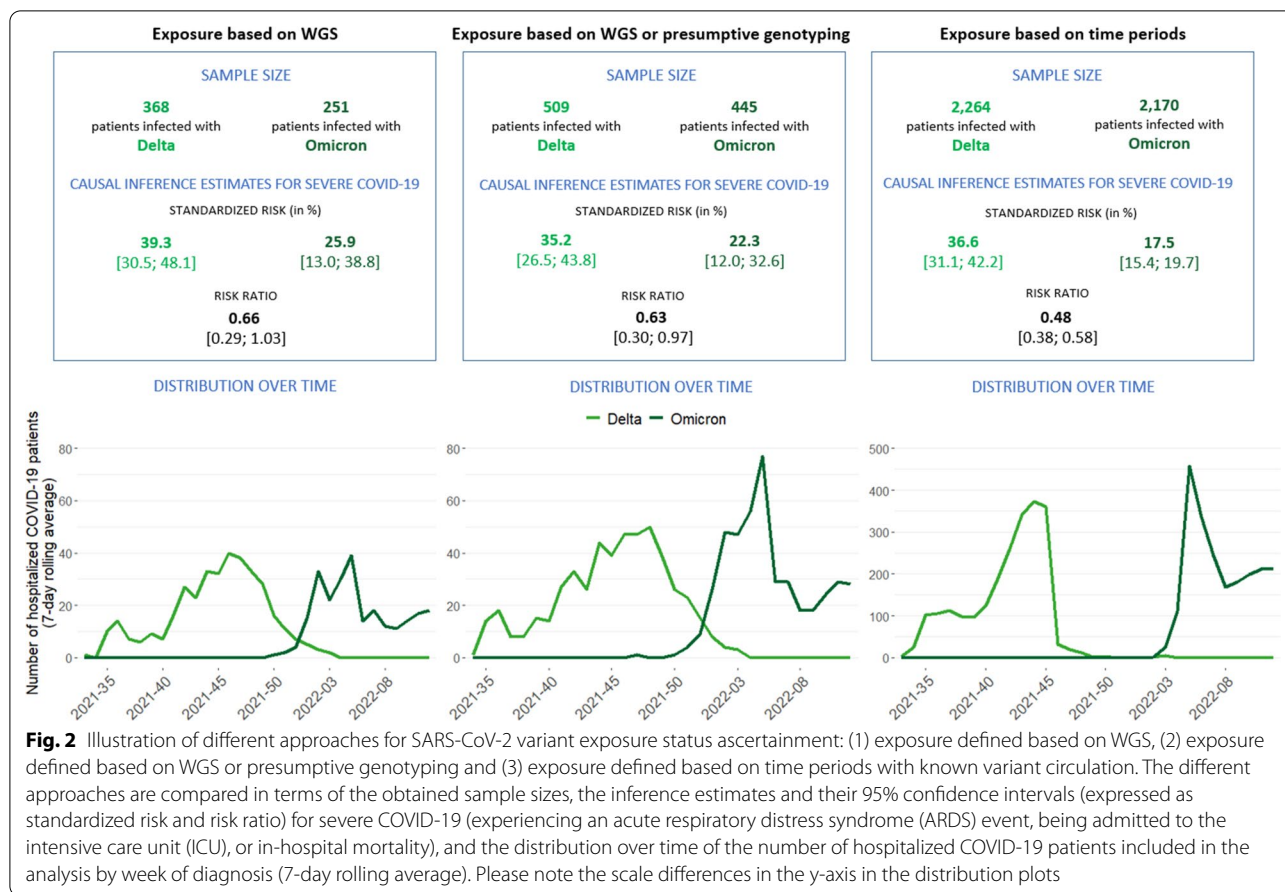 Exposure based on WGS
SAMPLE SIZE
368 251
patients infected with patients infected with
Delta Omicron
CAUSAL INFERENCE ESTIMATES FOR SEVERE COVID-19
STANDARDIZED RISK (in %)
39.3 25.9
[30.5; 48.1] [13.0; 38.8]
RISK RATIO
0.66
[0.29; 1.03]
DISTRIBUTION OVER TIME
Exposure based on WGS or presumptive genotyping
SAMPLE SIZE
509 445
patients infected with patients infected with
Delta Omicron
CAUSAL INFERENCE ESTIMATES FOR SEVERE COVID-19
STANDARDIZED RISK (in %)
35.2 22.3
[26.5; 43.8] [12.0; 32.6]
RISK RATIO
0.63
[0.30; 0.97]
DISTRIBUTION OVER TIME
Exposure based on time periods
SAMPLE SIZE
2,264 2,170
patients infected with patients infected with
Delta Omicron
CAUSAL INFERENCE ESTIMATES FOR SEVERE COVID-19
STANDARDIZED RISK (in %)
36.6 17.5
[31.1; 42.2] [15.4; 19.7]
RISK RATIO
0.48
[0.38; 0.58]
DISTRIBUTION OVER TIME
Delta Omicron
Number of hospitalized COVID-19 patients
(7-day rolling average)
80
60
40
20
0
2021-35 2021-40 2021-45 2021-50 2022-03 2022-08
80
60
40
20
0
2021-35 2021-40 2021-45 2021-50 2022-03 2022-08
500
400
300
200
100
0
2021-35 2021-40 2021-45 2021-50 2022-03 2022-08
Fig. 2 Illustration of different approaches for SARS-CoV-2 variant exposure status ascertainment: (1) exposure defined based on WGS, (2) exposure
defined based on WGS or presumptive genotyping and (3) exposure defined based on time periods with known variant circulation. The different
approaches are compared in terms of the obtained sample sizes, the inference estimates and their 95% confidence intervals (expressed as
standardized risk and risk ratio) for severe COVID-19 (experiencing an acute respiratory distress syndrome (ARDS) event, being admitted to the
intensive care unit (ICU), or in-hospital mortality), and the distribution over time of the number of hospitalized COVID-19 patients included in the
analysis by week of diagnosis (7-day rolling average). Please note the scale differences in the y-axis in the distribution plots